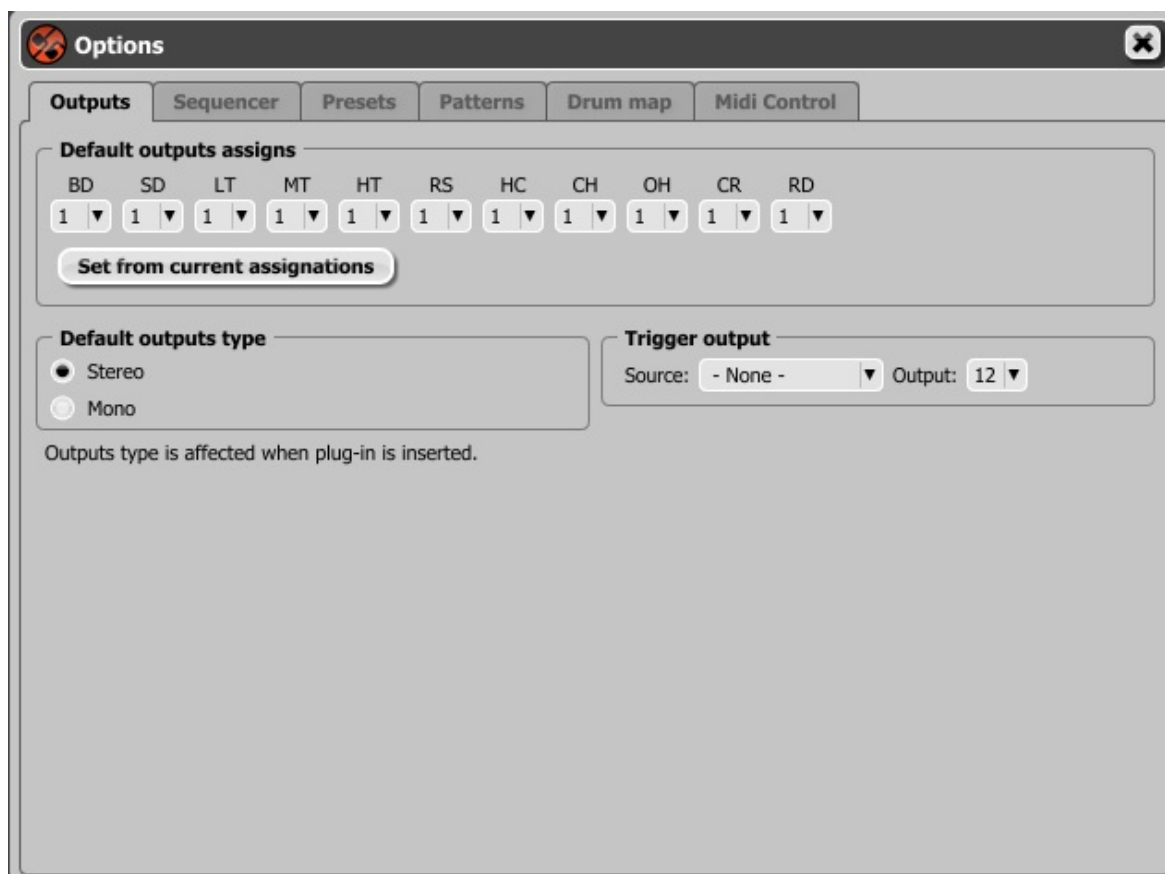 Options
Outputs Sequencer Presets Patterns Drum map Midi Control
Default outputs assigns
BD SD LT MT HT RS HC CH OH CR RD
1 1 1 1 1 1 1 1 1 1 1
Set from current assignations
Default outputs type
Stereo
Mono
Trigger output
Source: - None - Output: 12
Outputs type is affected when plug-in is inserted.